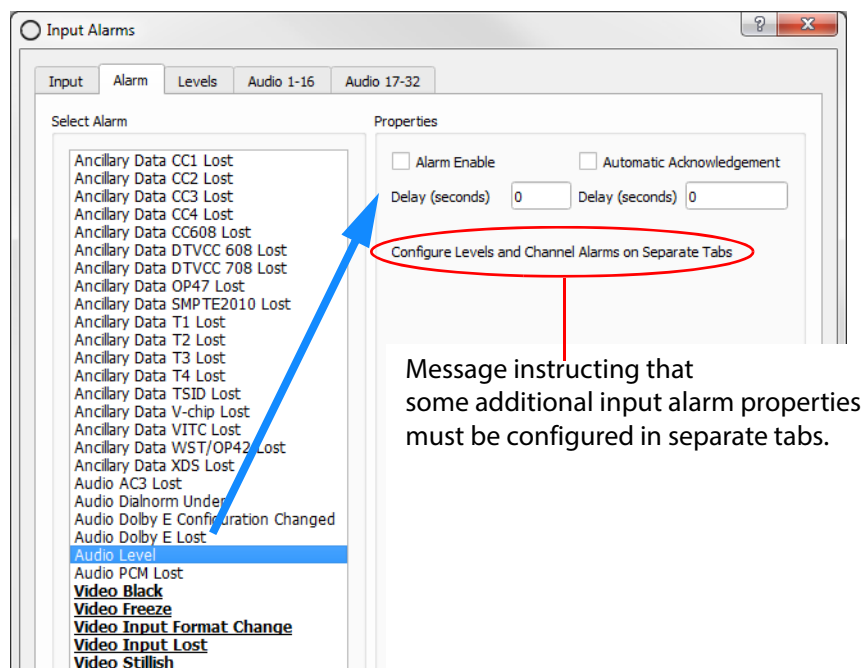 Input Alarms
Input Alarm Levels Audio 1-16 Audio 17-32
Select Alarm
Ancillary Data CC1 Lost
Ancillary Data CC2 Lost
Ancillary Data CC3 Lost
Ancillary Data CC4 Lost
Ancillary Data CC608 Lost
Ancillary Data DTVCC 608 Lost
Ancillary Data DTVCC 708 Lost
Ancillary Data OP47 Lost
Ancillary Data SMPTE2010 Lost
Ancillary Data T1 Lost
Ancillary Data T2 Lost
Ancillary Data T3 Lost
Ancillary Data T4 Lost
Ancillary Data TSID Lost
Ancillary Data V-chip Lost
Ancillary Data VITC Lost
Ancillary Data WST/OP42 Lost
Ancillary Data XDS Lost
Audio AC3 Lost
Audio Dialnorm Under
Audio Dolby E Configuration Changed
Audio Dolby E Lost
Audio Level
Audio PCM Lost
Video Black
Video Freeze
Video Input Format Change
Video Input Lost
Video Stillish
Properties
Alarm Enable Automatic Acknowledgement
Delay (seconds) 0 Delay (seconds) 0
Configure Levels and Channel Alarms on Separate Tabs
Message instructing that
some additional input alarm properties
must be configured in separate tabs.